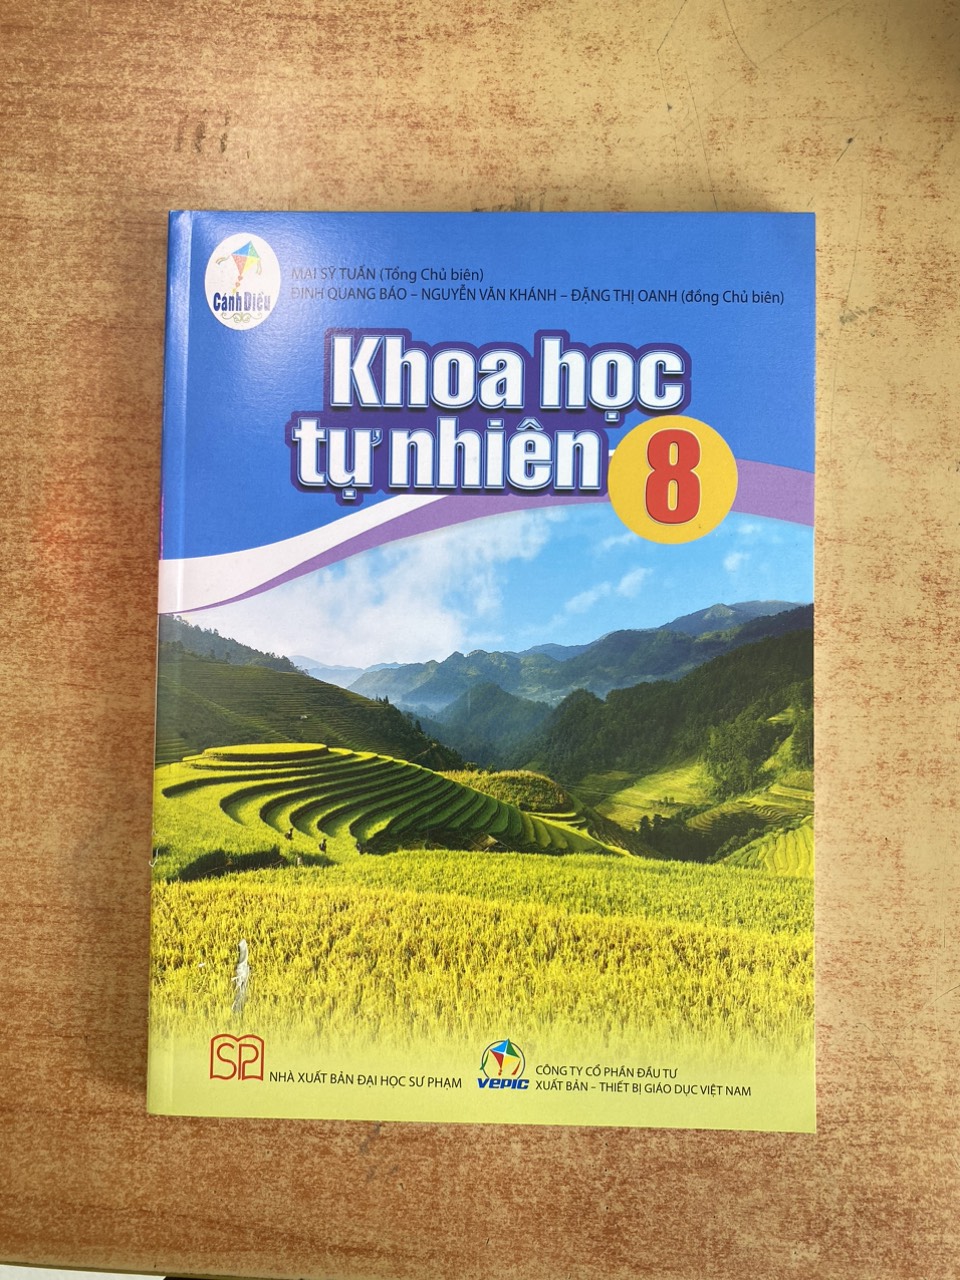 Cánh Diều
MAI SỸ TUẤN (Tổng Chủ biên)
ĐINH QUANG BÁO – NGUYỄN VĂN KHÁNH – ĐẶNG THỊ OANH (đồng Chủ biên)
Khoa học
tự nhiên 8
SP
NHÀ XUẤT BẢN ĐẠI HỌC SƯ PHẠM
VEPIC
CÔNG TY CỔ PHẦN ĐẦU TƯ
XUẤT BẢN – THIẾT BỊ GIÁO DỤC VIỆT NAM